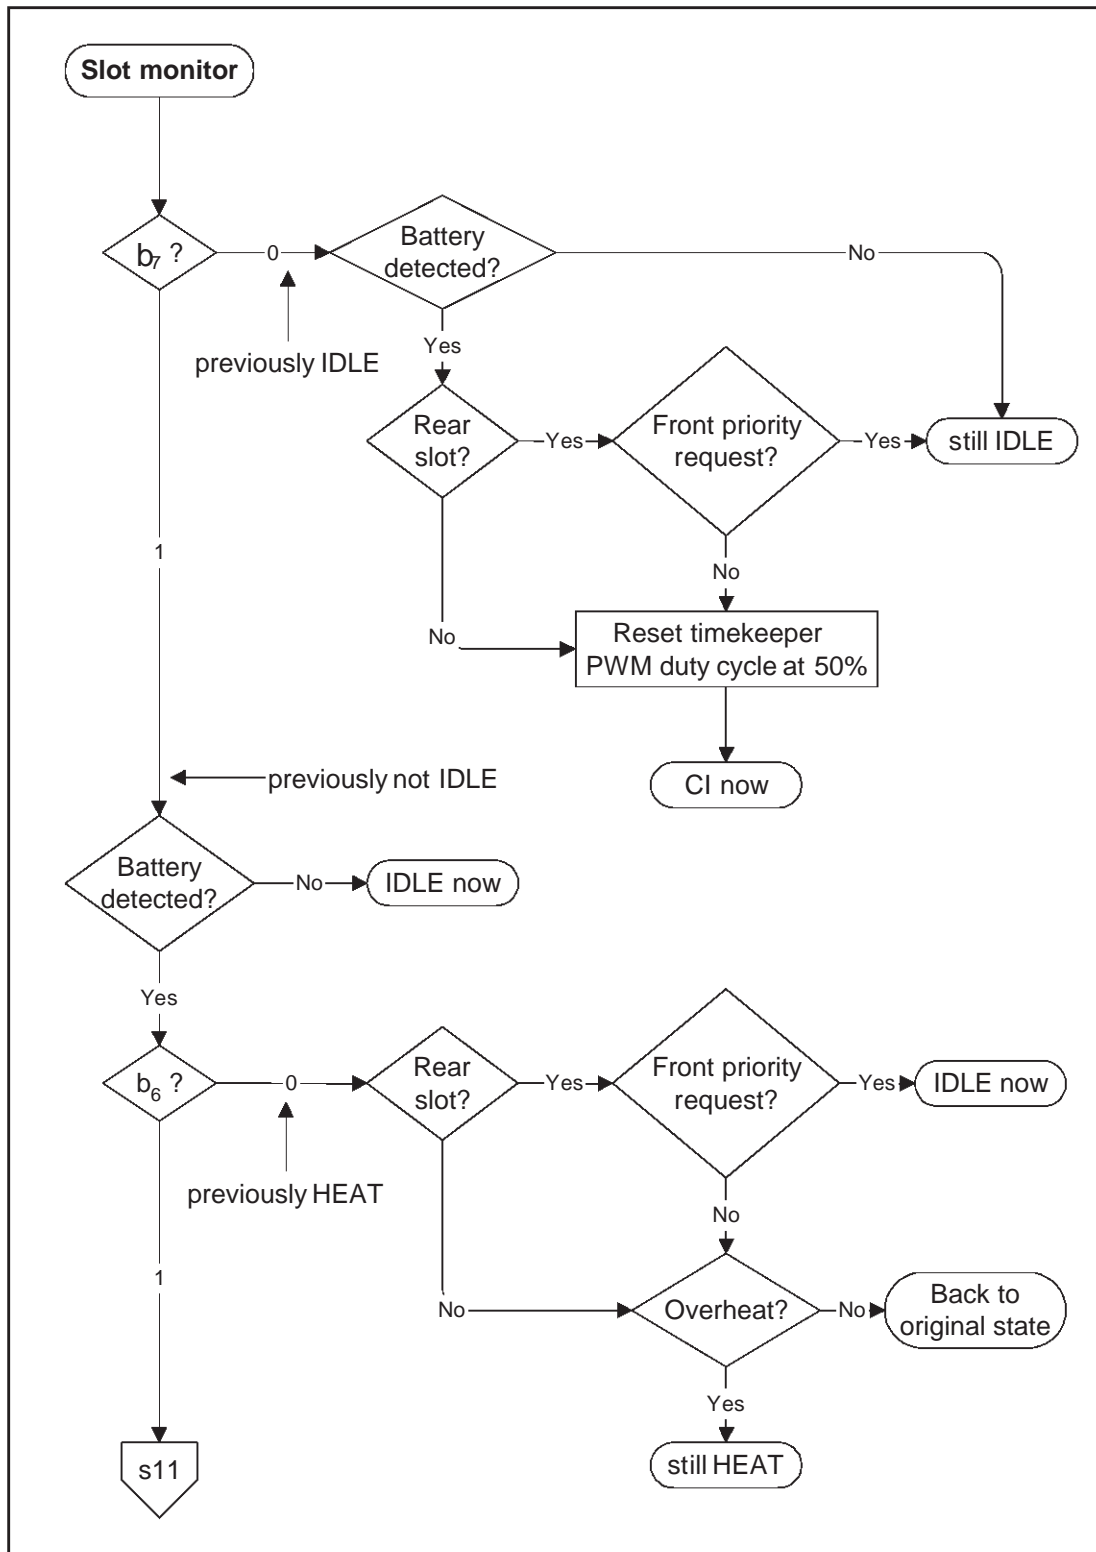 Slot monitor
b7 ?
0
Battery
detected?
No
previously IDLE
Yes
Rear
slot?
Yes
Front priority
request?
Yes
still IDLE
1
No
No
Reset timekeeper
PWM duty cycle at 50%
CI now
previously not IDLE
Battery
detected?
No
IDLE now
Yes
b6 ?
0
Rear
slot?
Yes
Front priority
request?
Yes
IDLE now
previously HEAT
No
1
No
Overheat?
No
Back to
original state
Yes
still HEAT
s11